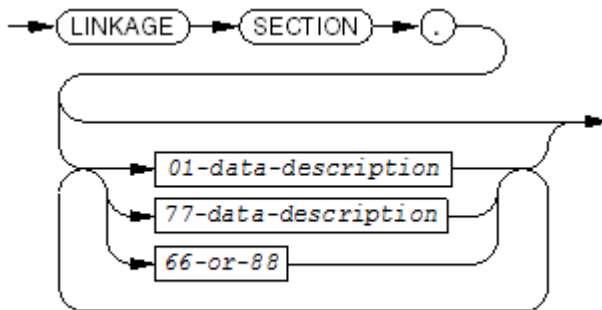 LINKAGE SECTION .
01-data-description
77-data-description
66-or-88